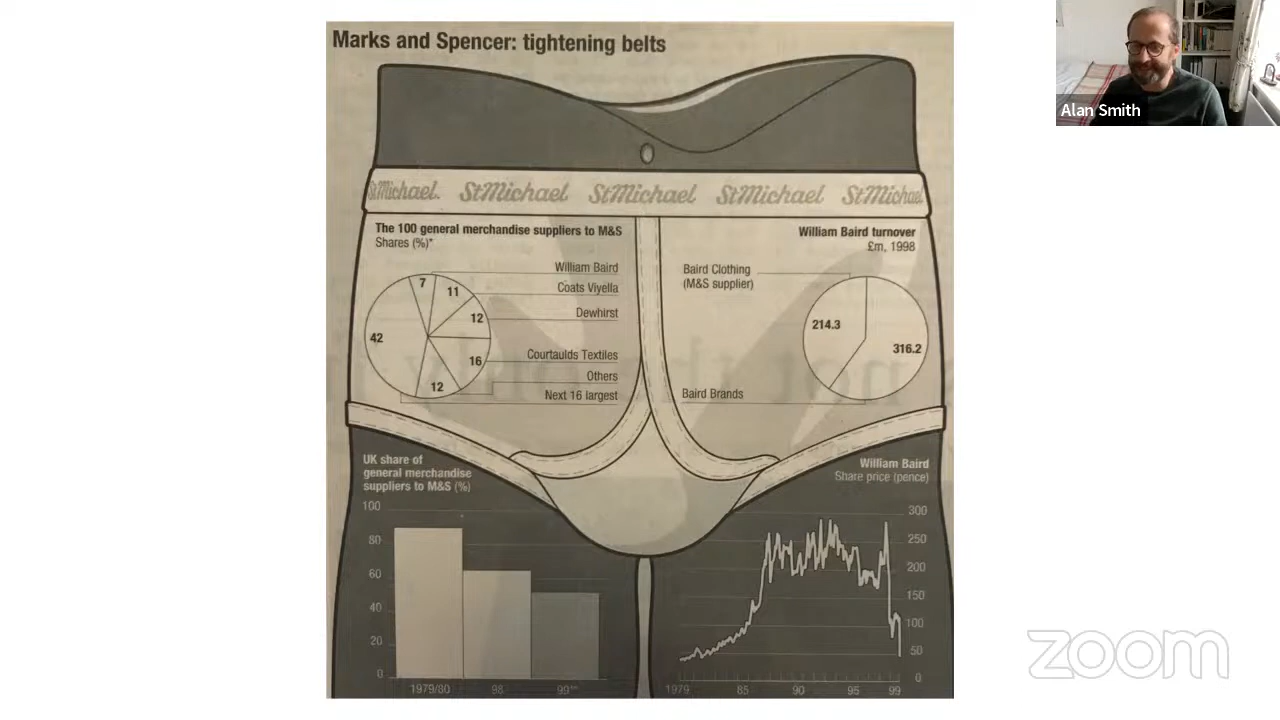 Marks and Spencer: tightening belts
Alan Smith
StMichael. StMichael StMichael StMichael StMichael
The 100 general merchandise suppliers to M&S
Shares (%)*
William Baird
Coats Viyella
Dewhirst
Courtaulds Textiles
Others
Next 16 largest
7
11
12
16
12
42
William Baird turnover
£m, 1998
Baird Clothing
(M&S supplier)
214.3
316.2
Baird Brands
UK share of
general merchandise
suppliers to M&S (%)
100
80
60
40
20
0
1979/80 98 99**
William Baird
Share price (pence)
300
250
200
150
100
50
0
1979 85 90 95 99
zoom